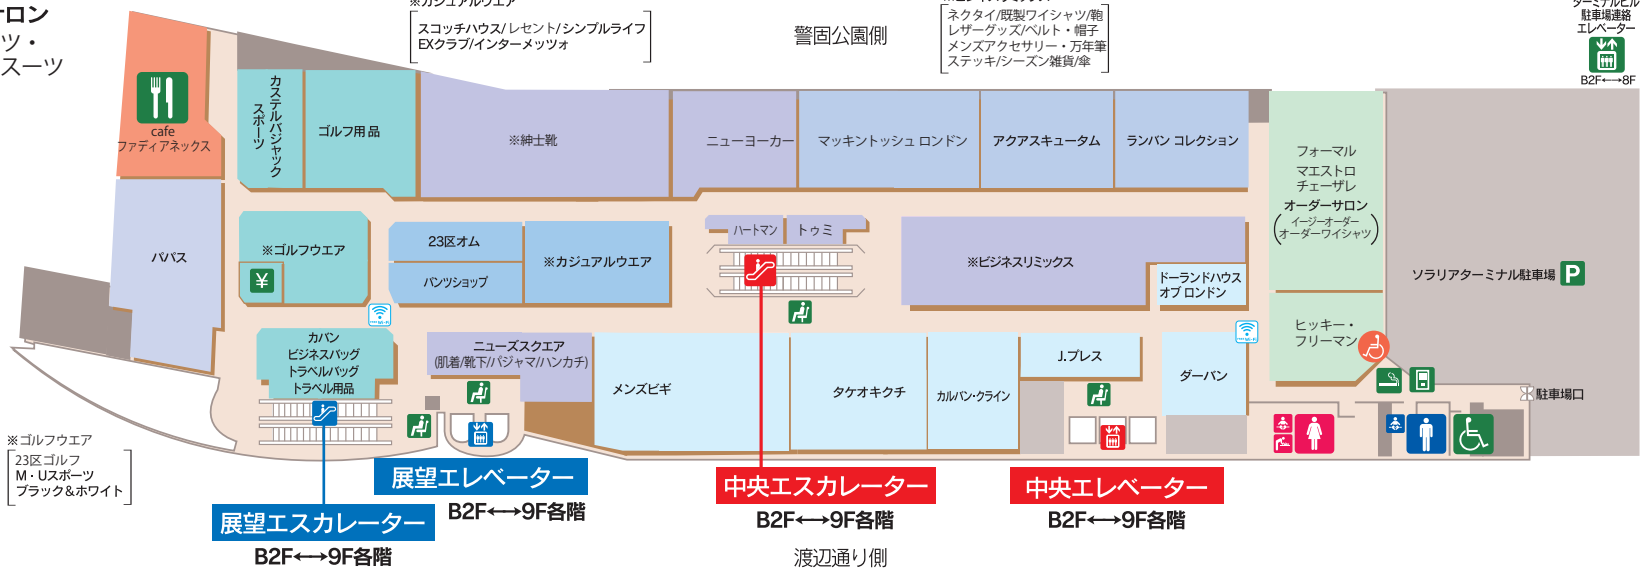 サロン
ツ・
スーツ
※カジュアルウエア
スコッチハウス/レセント/シンプルライフ
EXクラブ/インターメッツォ
警固公園側
ネクタイ/既製ワイシャツ/鞄
レザーグッズ/ベルト・帽子
メンズアクセサリー・万年筆
ステッキ/シーズン雑貨/傘
ターミナルビル
駐車場連絡
エレベーター
B2F↔8F
cafe
ファディアネックス
カステルバジャック
スポーツ
ゴルフ用品
※紳士靴
ニューヨーカー
マッキントッシュ ロンドン
アクアスキュータム
ランバン コレクション
フォーマル
マエストロ
チェーザレ
オーダーサロン
(イージーオーダー
オーダーワイシャツ)
パパス
※ゴルフウエア
¥
23区オム
パンツショップ
※カジュアルウエア
ハートマン
トゥミ
※ビジネスリミックス
ドーランドハウス
オブ ロンドン
ソラリアターミナル駐車場
P
ヒッキー・
フリーマン
カバン
ビジネスバッグ
トラベルバッグ
トラベル用品
ニューズスクエア
(肌着/靴下/パジャマ/ハンカチ)
メンズビギ
タケオキクチ
カルバン・クライン
J.プレス
ダーバン
駐車場口
※ゴルフウエア
23区ゴルフ
M・Uスポーツ
ブラック&ホワイト
展望エレベーター
B2F↔9F各階
展望エスカレーター
B2F↔9F各階
中央エスカレーター
B2F↔9F各階
中央エレベーター
B2F↔9F各階
渡辺通り側